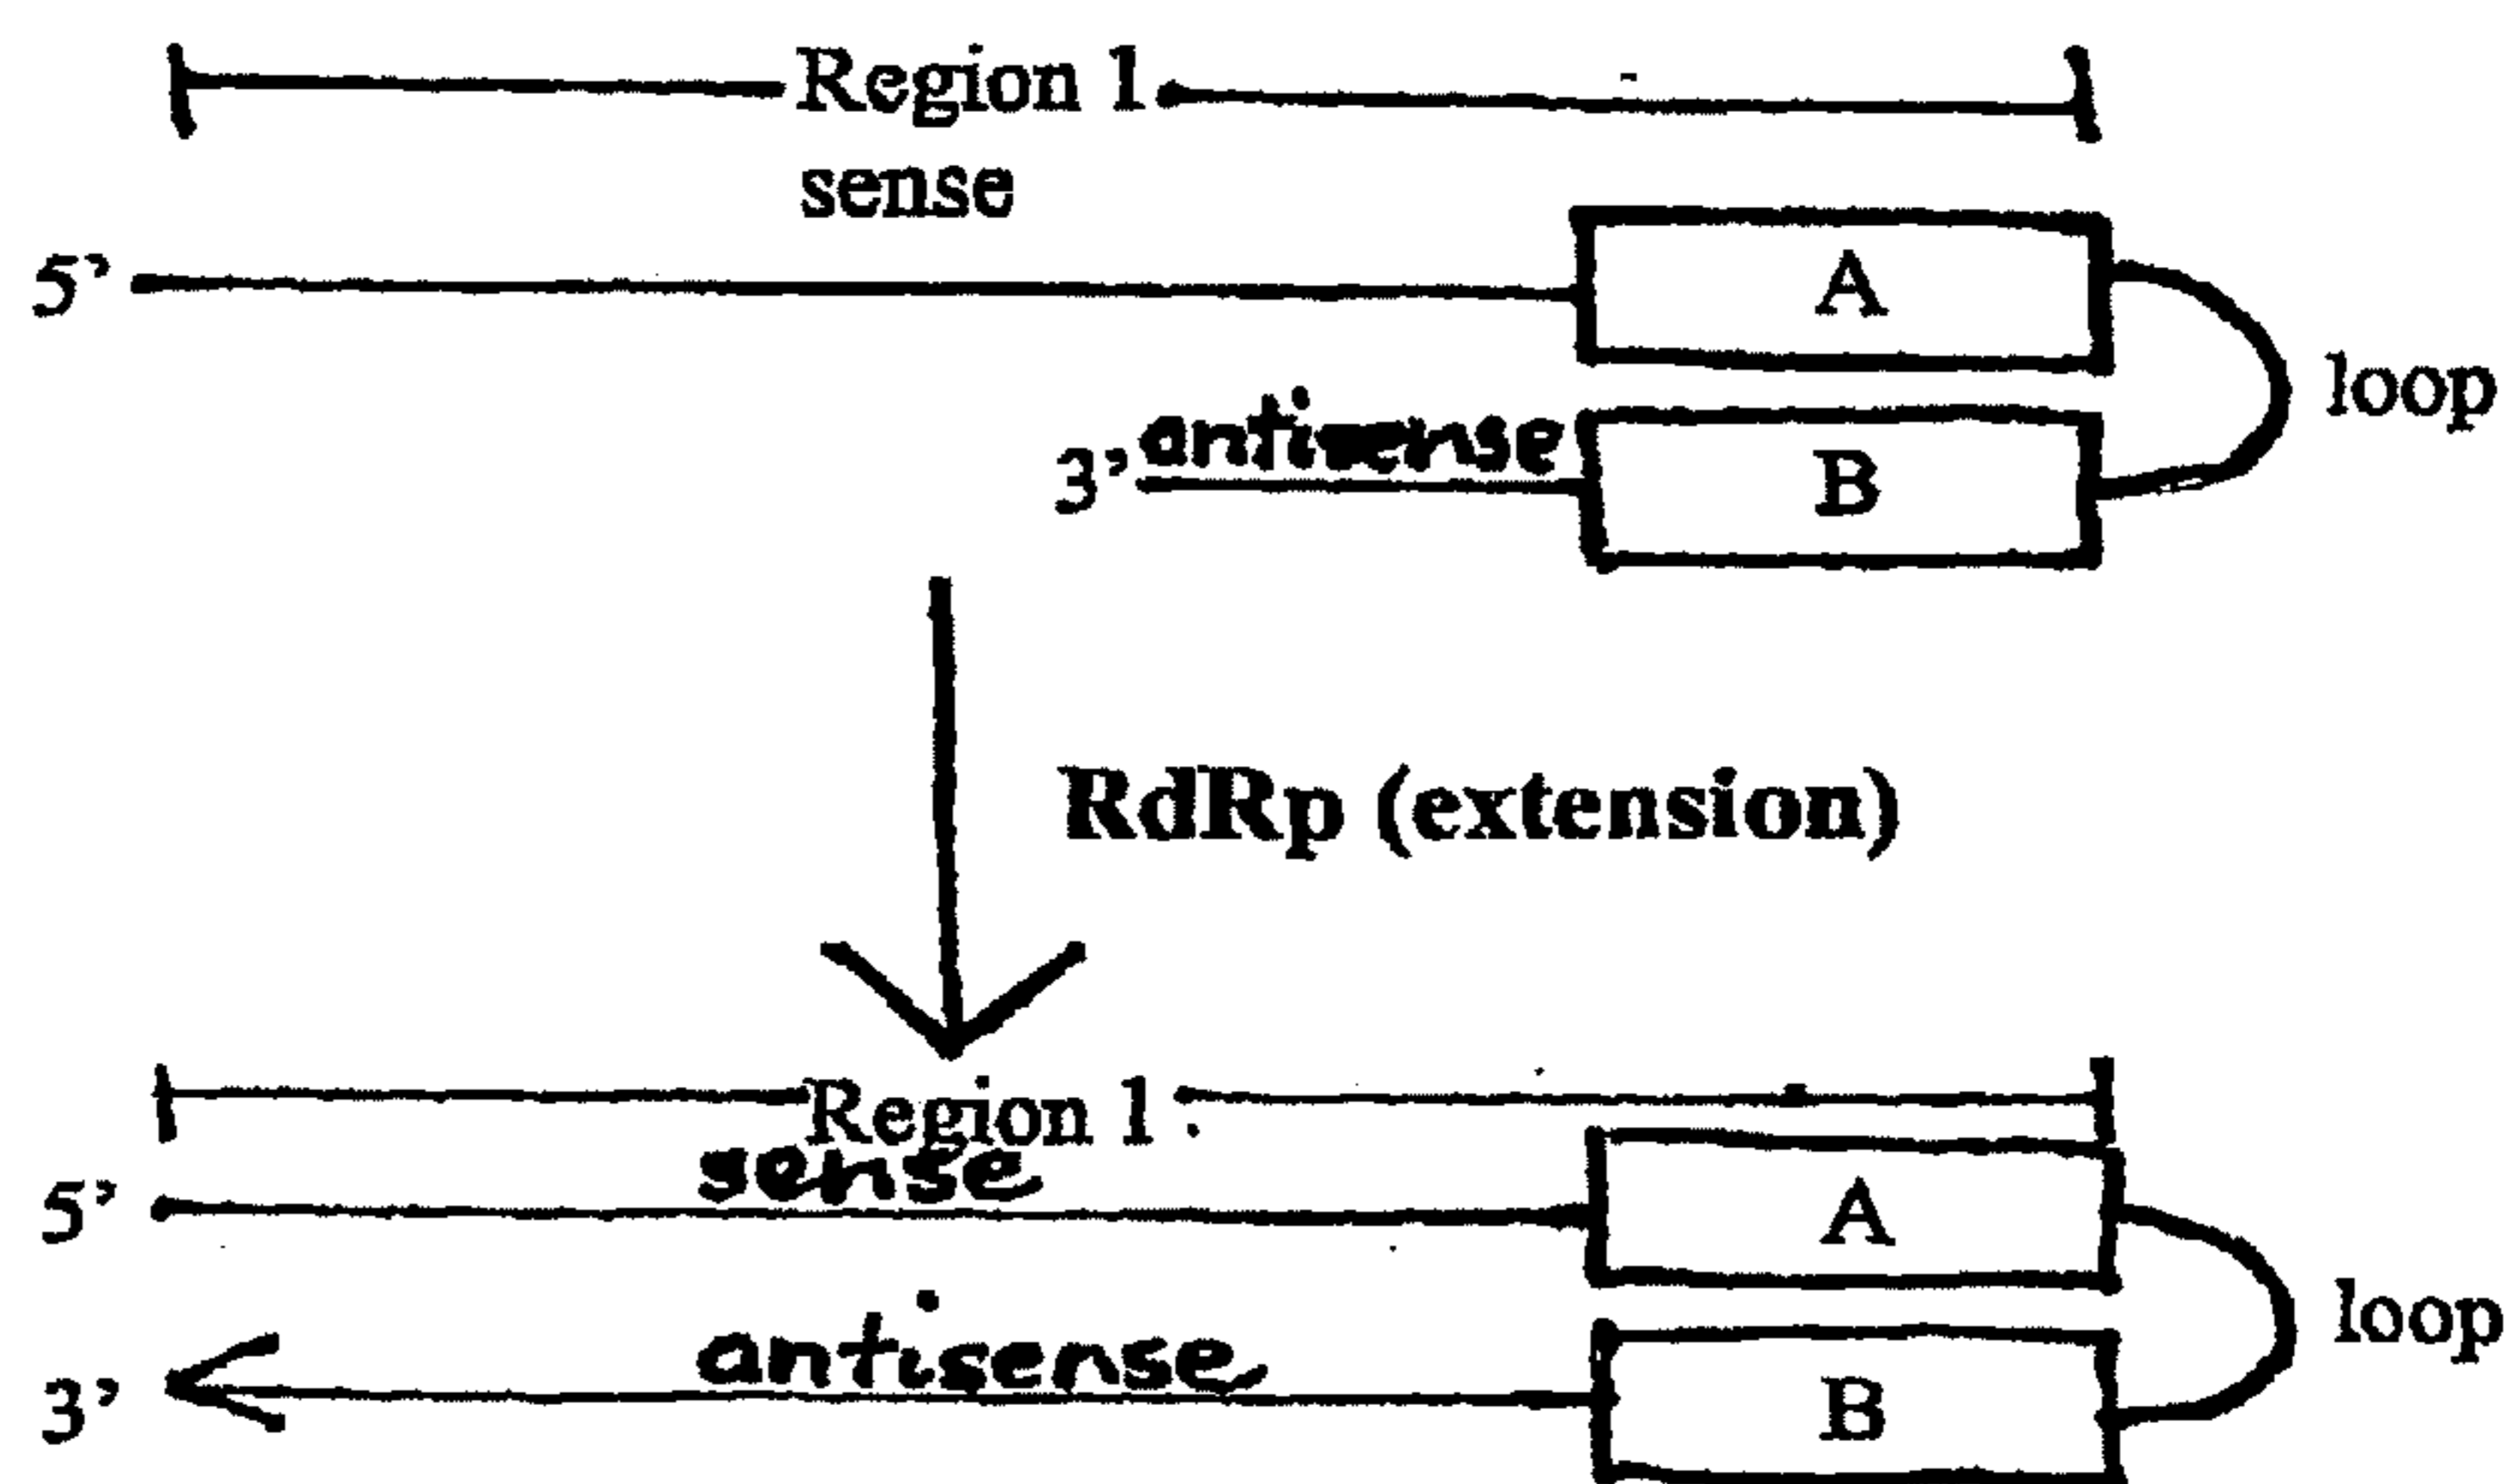 Region 1
sense
5' A
loop
3' antisense B
RdRp (extension)
Region 1
sense
5' A
loop
antisense
3' B